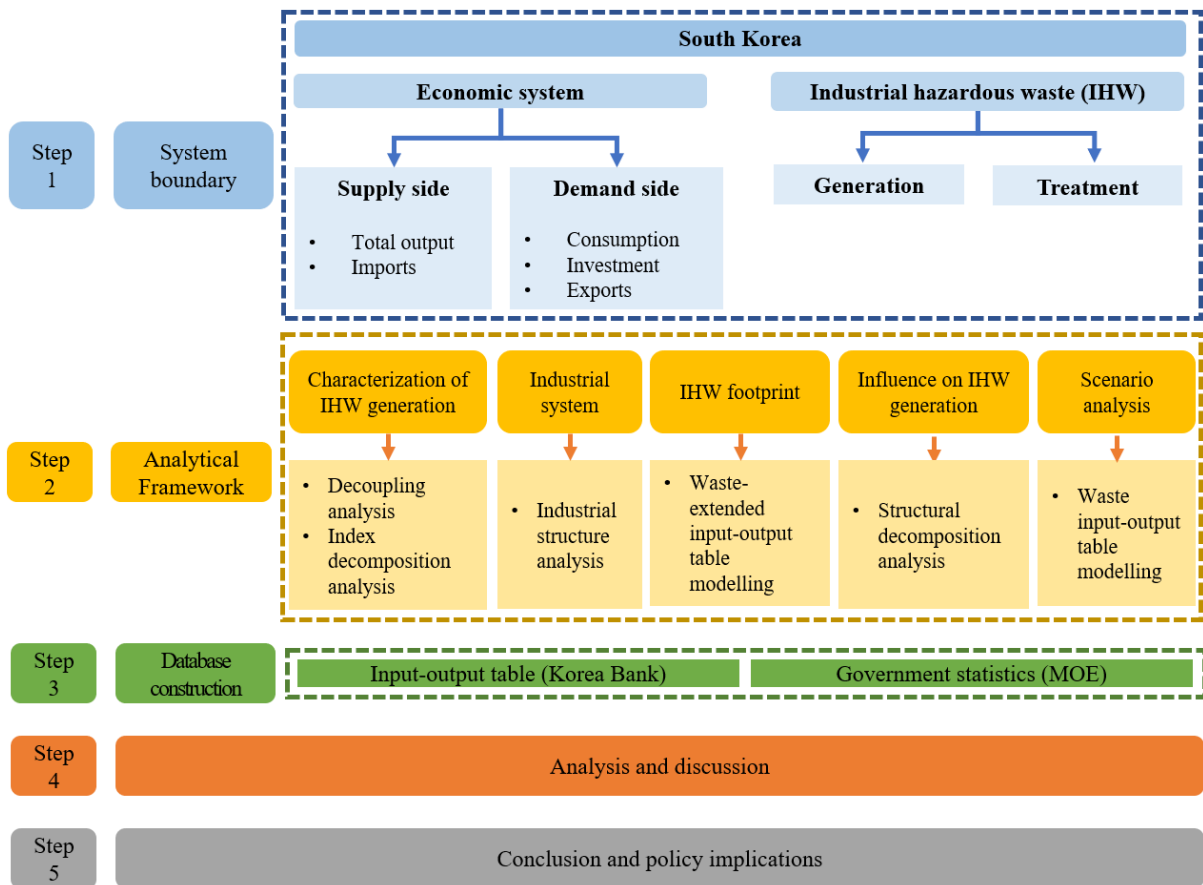 South Korea
Economic system
Industrial hazardous waste (IHW)
Step
1
System
boundary
Supply side
• Total output
• Imports
Demand side
• Consumption
• Investment
• Exports
Generation
Treatment
Step
2
Analytical
Framework
Characterization of
IHW generation
• Decoupling
analysis
• Index
decomposition
analysis
Industrial
system
• Industrial
structure
analysis
IHW footprint
• Waste-
extended
input-output
table
modelling
Influence on IHW
generation
• Structural
decomposition
analysis
Scenario
analysis
• Waste
input-output
table
modelling
Step
3
Database
construction
Input-output table (Korea Bank)
Government statistics (MOE)
Step
4
Analysis and discussion
Step
5
Conclusion and policy implications